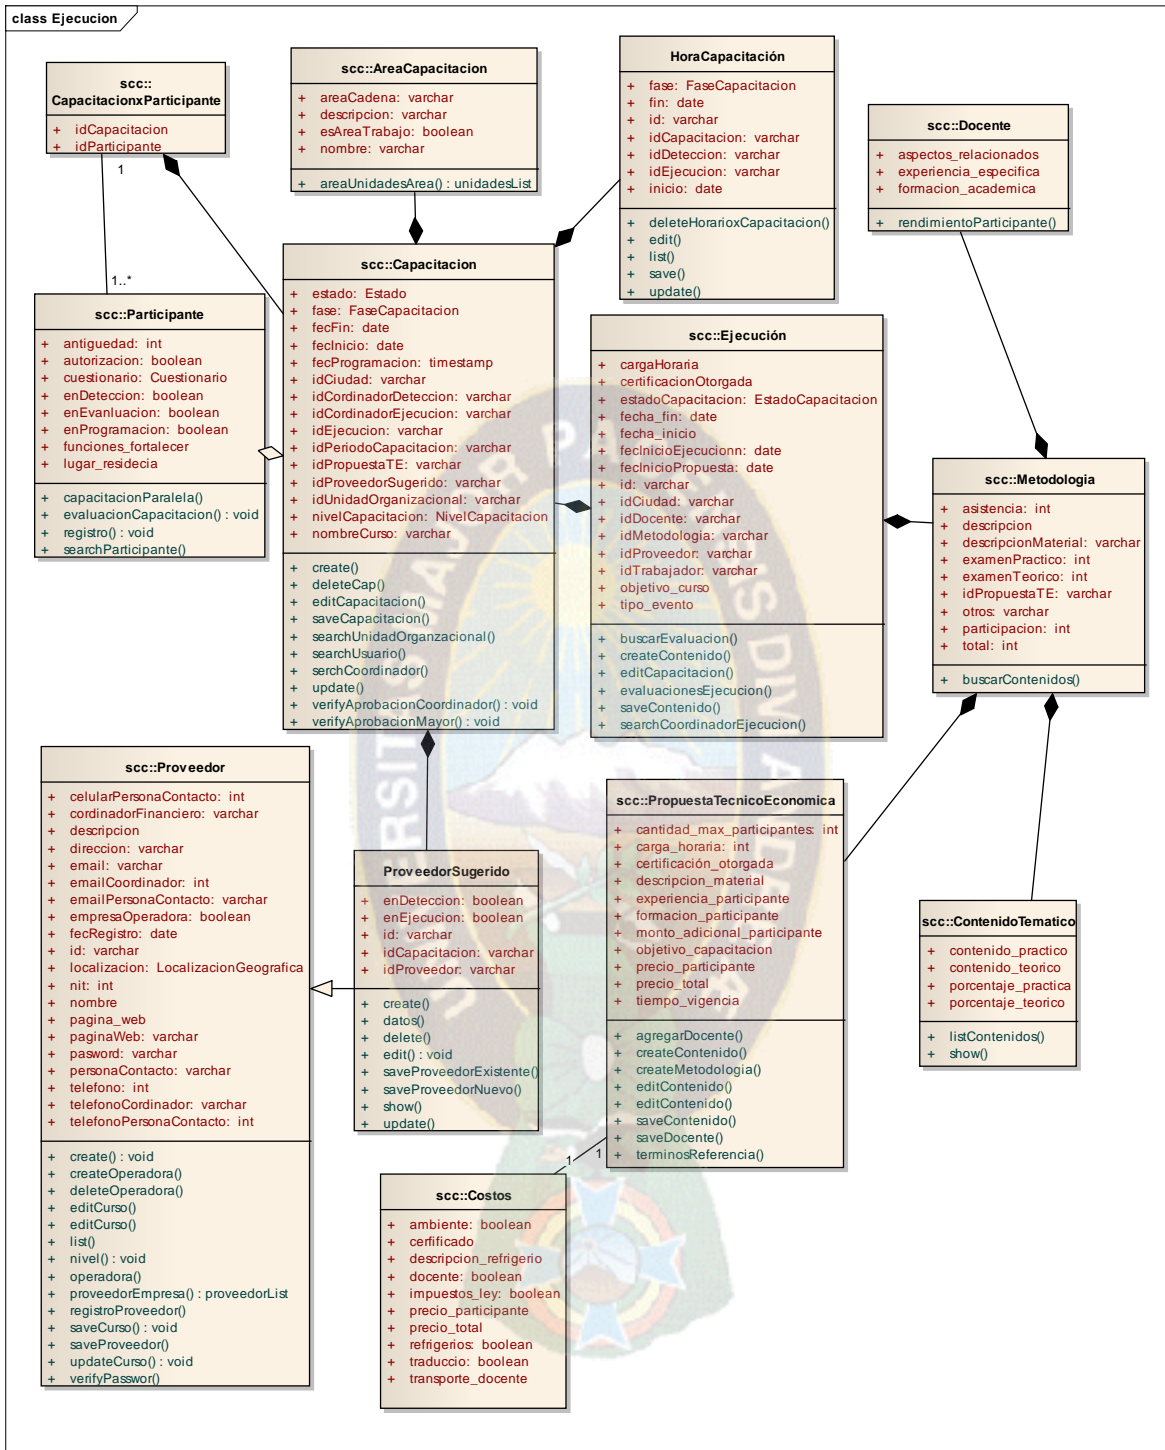 class Ejecucion
scc::
CapacitacionxParticipante
+ idCapacitacion
+ idParticipante
1
1..*
scc::AreaCapacitacion
+ areaCadena: varchar
+ descripcion: varchar
+ esAreaTrabajo: boolean
+ nombre: varchar
+ areaUnidadesArea() : unidadesList
HoraCapacitación
+ fase: FaseCapacitacion
+ fin: date
+ id: varchar
+ idCapacitacion: varchar
+ idDeteccion: varchar
+ idEjecucion: varchar
+ inicio: date
+ deleteHorarioxCapacitacion()
+ edit()
+ list()
+ save()
+ update()
scc::Docente
+ aspectos_relacionados
+ experiencia_especifica
+ formacion_academica
+ rendimientoParticipante()
scc::Participante
+ antiguedad: int
+ autorizacion: boolean
+ cuestionario: Cuestionario
+ enDeteccion: boolean
+ enEvanluacion: boolean
+ enProgramacion: boolean
+ funciones_fortalecer
+ lugar_residecia
+ capacitacionParalela()
+ evaluacionCapacitacion() : void
+ registro() : void
+ searchParticipante()
scc::Capacitacion
+ estado: Estado
+ fase: FaseCapacitacion
+ fecFin: date
+ fecInicio: date
+ fecProgramacion: timestamp
+ idCiudad: varchar
+ idCordinadorDeteccion: varchar
+ idCordinadorEjecucion: varchar
+ idEjecucion: varchar
+ idPeriodoCapacitacion: varchar
+ idPropuestaTE: varchar
+ idProveedorSugerido: varchar
+ idUnidadOrganizacional: varchar
+ nivelCapacitacion: NivelCapacitacion
+ nombreCurso: varchar
+ create()
+ deleteCap()
+ editCapacitacion()
+ saveCapacitacion()
+ searchUnidadOrganzacional()
+ searchUsuario()
+ serchCoordinador()
+ update()
+ verifyAprobacionCoordinador() : void
+ verifyAprobacionMayor() : void
scc::Ejecución
+ cargaHoraria
+ certificacionOtorgada
+ estadoCapacitacion: EstadoCapacitacion
+ fecha_fin: date
+ fecha_inicio
+ fecInicioEjecucionn: date
+ fecInicioPropuesta: date
+ id: varchar
+ idCiudad: varchar
+ idDocente: varchar
+ idMetodologia: varchar
+ idProveedor: varchar
+ idTrabajador: varchar
+ objetivo_curso
+ tipo_evento
+ buscarEvaluacion()
+ createContenido()
+ editCapacitacion()
+ evaluacionesEjecucion()
+ saveContenido()
+ searchCoordinadorEjecucion()
scc::Metodologia
+ asistencia: int
+ descripcion
+ descripcionMaterial: varchar
+ examenPractico: int
+ examenTeorico: int
+ idPropuestaTE: varchar
+ otros: varchar
+ participacion: int
+ total: int
+ buscarContenidos()
scc::Proveedor
+ celularPersonaContacto: int
+ cordinadorFinanciero: varchar
+ descripcion
+ direccion: varchar
+ email: varchar
+ emailCoordinador: int
+ emailPersonaContacto: varchar
+ empresaOperadora: boolean
+ fecRegistro: date
+ id: varchar
+ localizacion: LocalizacionGeografica
+ nit: int
+ nombre
+ pagina_web
+ paginaWeb: varchar
+ pasword: varchar
+ personaContacto: varchar
+ telefono: int
+ telefonoCordinador: varchar
+ telefonoPersonaContacto: int
+ create() : void
+ createOperadora()
+ deleteOperadora()
+ editCurso()
+ editCurso()
+ list()
+ nivel() : void
+ operadora()
+ proveedorEmpresa() : proveedorList
+ registroProveedor()
+ saveCurso() : void
+ saveProveedor()
+ updateCurso() : void
+ verifyPasswor()
ProveedorSugerido
+ enDeteccion: boolean
+ enEjecucion: boolean
+ id: varchar
+ idCapacitacion: varchar
+ idProveedor: varchar
+ create()
+ datos()
+ delete()
+ edit() : void
+ saveProveedorExistente()
+ saveProveedorNuevo()
+ show()
+ update()
scc::PropuestaTecnicoEconomica
+ cantidad_max_participantes: int
+ carga_horaria: int
+ certificación_otorgada
+ descripcion_material
+ experiencia_participante
+ formacion_participante
+ monto_adicional_participante
+ objetivo_capacitacion
+ precio_participante
+ precio_total
+ tiempo_vigencia
+ agregarDocente()
+ createContenido()
+ createMetodologia()
+ editContenido()
+ editContenido()
+ saveContenido()
+ saveDocente()
+ terminosReferencia()
scc::ContenidoTematico
+ contenido_practico
+ contenido_teorico
+ porcentaje_practica
+ porcentaje_teorico
+ listContenidos()
+ show()
1
1
scc::Costos
+ ambiente: boolean
+ cerfificado
+ descripcion_refrigerio
+ docente: boolean
+ impuestos_ley: boolean
+ precio_participante
+ precio_total
+ refrigerios: boolean
+ traduccio: boolean
+ transporte_docente